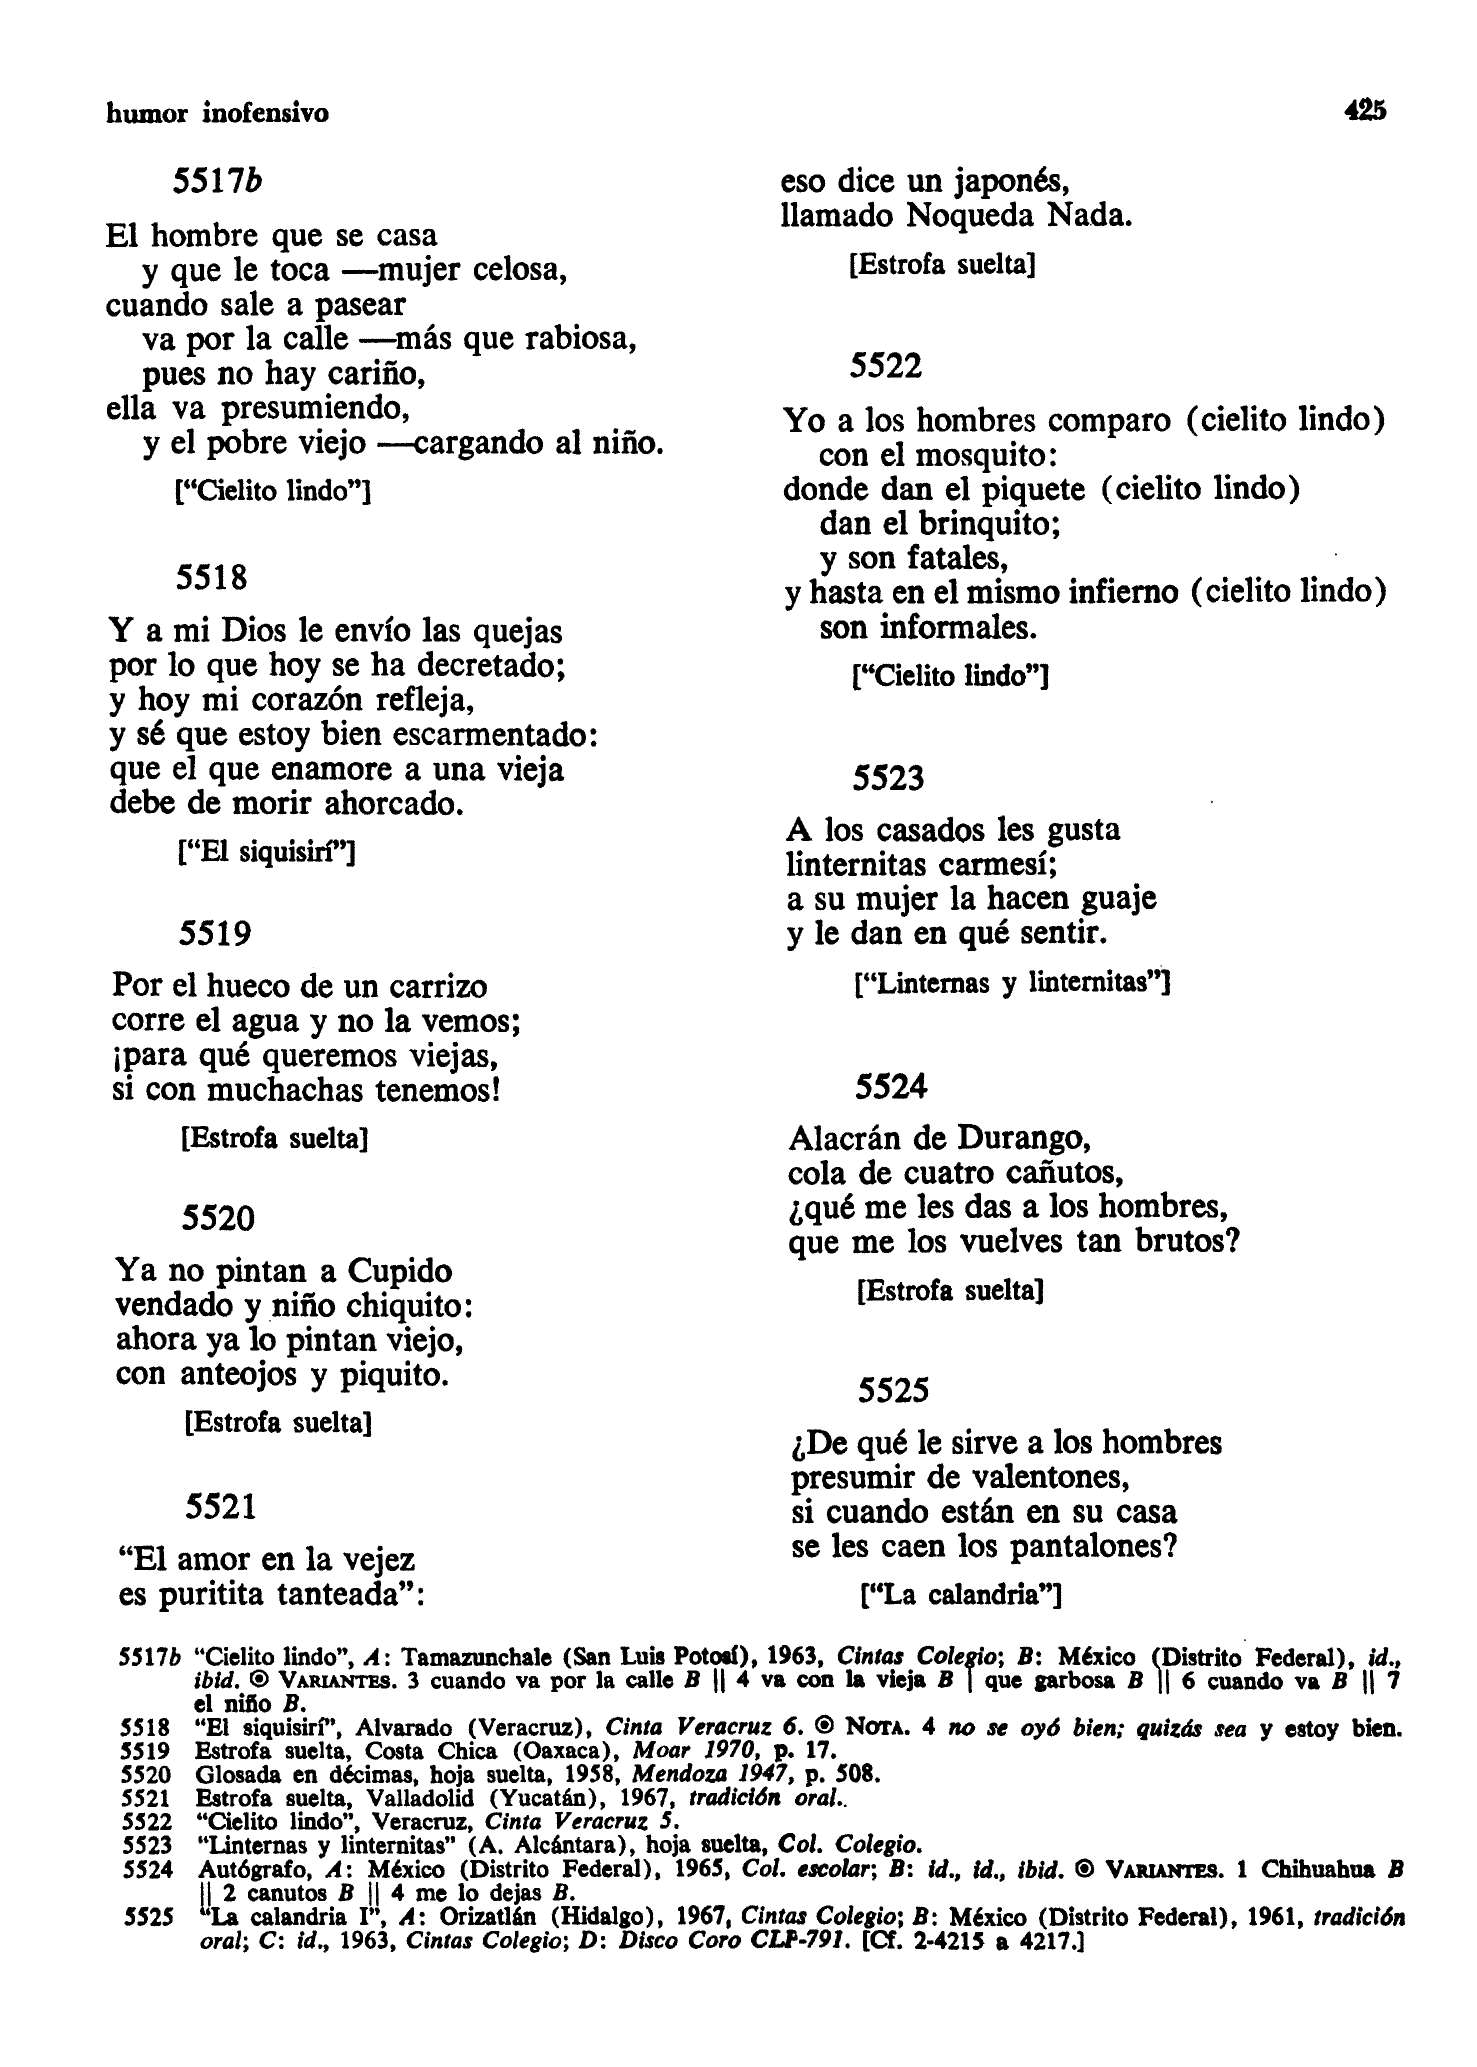 humor inofensivo
425
5517b
El hombre que se casa
y que le toca —mujer celosa,
cuando sale a pasear
va por la calle —más que rabiosa,
pues no hay cariño,
ella va presumiendo,
y el pobre viejo —cargando al niño.
[“Cielito lindo”]
5518
Y a mi Dios le envío las quejas
por lo que hoy se ha decretado;
y hoy mi corazón refleja,
y sé que estoy bien escarmentado:
que el que enamore a una vieja
debe de morir ahorcado.
[“El siquisirí”]
5519
Por el hueco de un carrizo
corre el agua y no la vemos;
¡para qué queremos viejas,
si con muchachas tenemos!
[Estrofa suelta]
5520
Ya no pintan a Cupido
vendado y niño chiquito:
ahora ya lo pintan viejo,
con anteojos y piquito.
[Estrofa suelta]
5521
“El amor en la vejez
es puritita tanteada”:
eso dice un japonés,
llamado Noqueda Nada.
[Estrofa suelta]
5522
Yo a los hombres comparo (cielito lindo)
con el mosquito:
donde dan el piquete (cielito lindo)
dan el brinquito;
y son fatales,
y hasta en el mismo infierno (cielito lindo)
son informales.
[“Cielito lindo”]
5523
A los casados les gusta
linternitas carmesí;
a su mujer la hacen guaje
y le dan en qué sentir.
[“Linternas y linternitas”]
5524
Alacrán de Durango,
cola de cuatro cañutos,
¿qué me les das a los hombres,
que me los vuelves tan brutos?
[Estrofa suelta]
5525
¿De qué le sirve a los hombres
presumir de valentones,
si cuando están en su casa
se les caen los pantalones?
[“La calandria”]
5517b “Cielito lindo”, A: Tamazunchale (San Luis Potosí), 1963, Cintas Colegio; B: México (Distrito Federal), id.,
ibid. ⊙ VARIANTES. 3 cuando va por la calle B || 4 va con la vieja B | que garbosa B || 6 cuando va B || 7
el niño B.
5518 “El siquisirí”, Alvarado (Veracruz), Cinta Veracruz 6. ⊙ NOTA. 4 no se oyó bien; quizás sea y estoy bien.
5519 Estrofa suelta, Costa Chica (Oaxaca), Moar 1970, p. 17.
5520 Glosada en décimas, hoja suelta, 1958, Mendoza 1947, p. 508.
5521 Estrofa suelta, Valladolid (Yucatán), 1967, tradición oral..
5522 “Cielito lindo”, Veracruz, Cinta Veracruz 5.
5523 “Linternas y linternitas” (A. Alcántara), hoja suelta, Col. Colegio.
5524 Autógrafo, A: México (Distrito Federal), 1965, Col. escolar; B: id., id., ibid. ⊙ VARIANTES. 1 Chihuahua B
|| 2 canutos B || 4 me lo dejas B.
5525 “La calandria I”, A: Orizatlán (Hidalgo), 1967, Cintas Colegio; B: México (Distrito Federal), 1961, tradición
oral; C: id., 1963, Cintas Colegio; D: Disco Coro CLP-791. [Cf. 2-4215 a 4217.]